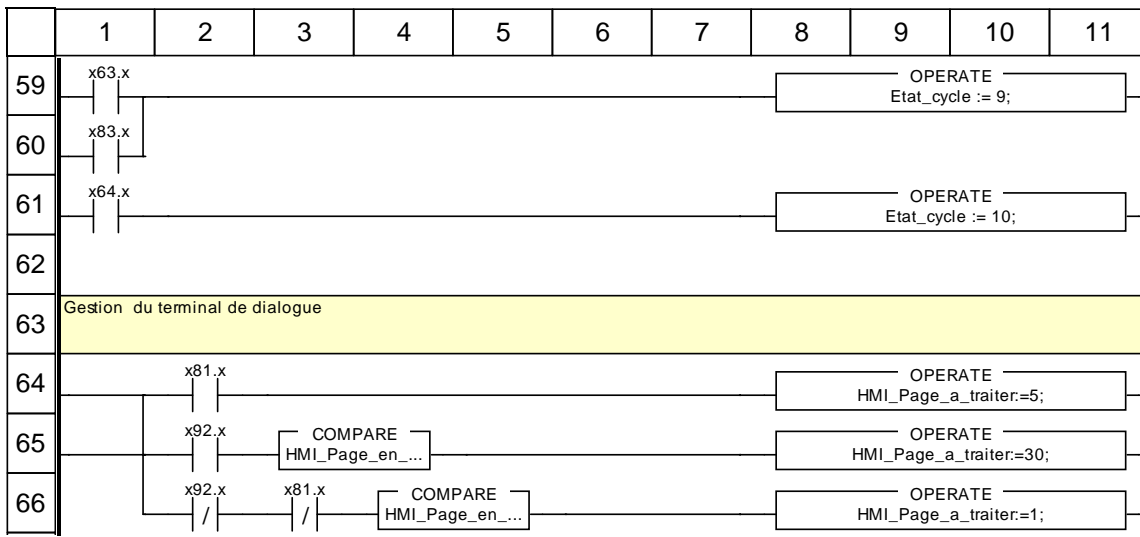 1 2 3 4 5 6 7 8 9 10 11
59 x63.x OPERATE
Etat_cycle := 9;
60 x83.x
61 x64.x OPERATE
Etat_cycle := 10;
62
63 Gestion du terminal de dialogue
64 x81.x OPERATE
HMI_Page_a_traiter:=5;
65 x92.x COMPARE OPERATE
HMI_Page_en_... HMI_Page_a_traiter:=30;
66 x92.x x81.x COMPARE OPERATE
/ / HMI_Page_en_... HMI_Page_a_traiter:=1;